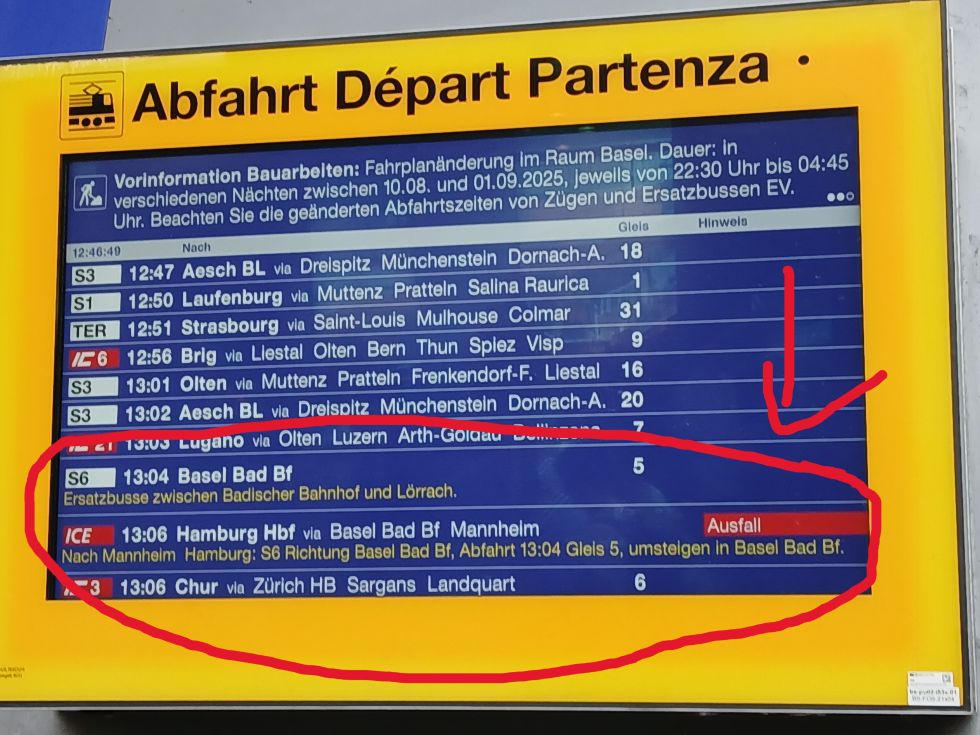 Abfahrt Départ Partenza
Vorinformation Bauarbeiten: Fahrplanänderung im Raum Basel. Dauer: in
verschiedenen Nächten zwischen 10.08. und 01.09.2025, jeweils von 22:30 Uhr bis 04:45
Uhr. Beachten Sie die geänderten Abfahrtszeiten von Zügen und Ersatzbussen EV.
12:46:49 Nach Gleis Hinweis
S3 12:47 Aesch BL via Dreispitz Münchenstein Dornach-A. 18
S1 12:50 Laufenburg via Muttenz Pratteln Salina Raurica 1
TER 12:51 Strasbourg via Saint-Louis Mulhouse Colmar 31
IC 6 12:56 Brig via Liestal Olten Bern Thun Spiez Visp 9
S3 13:01 Olten via Muttenz Pratteln Frenkendorf-F. Liestal 16
S3 13:02 Aesch BL via Dreispitz Münchenstein Dornach-A. 20
IC 21 13:03 Lugano via Olten Luzern Arth-Goldau Bellinzona 7
S6 13:04 Basel Bad Bf 5
Ersatzbusse zwischen Badischer Bahnhof und Lörrach.
ICE 13:06 Hamburg Hbf via Basel Bad Bf Mannheim Ausfall
Nach Mannheim Hamburg: S6 Richtung Basel Bad Bf, Abfahrt 13:04 Gleis 5, umsteigen in Basel Bad Bf.
IC 3 13:06 Chur via Zürich HB Sargans Landquart 6